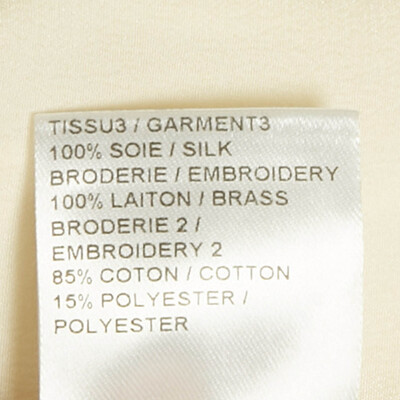 TISSU3 / GARMENT3
100% SOIE / SILK
BRODERIE / EMBROIDERY
100% LAITON / BRASS
BRODERIE 2 /
EMBROIDERY 2
85% COTON / COTTON
15% POLYESTER /
POLYESTER